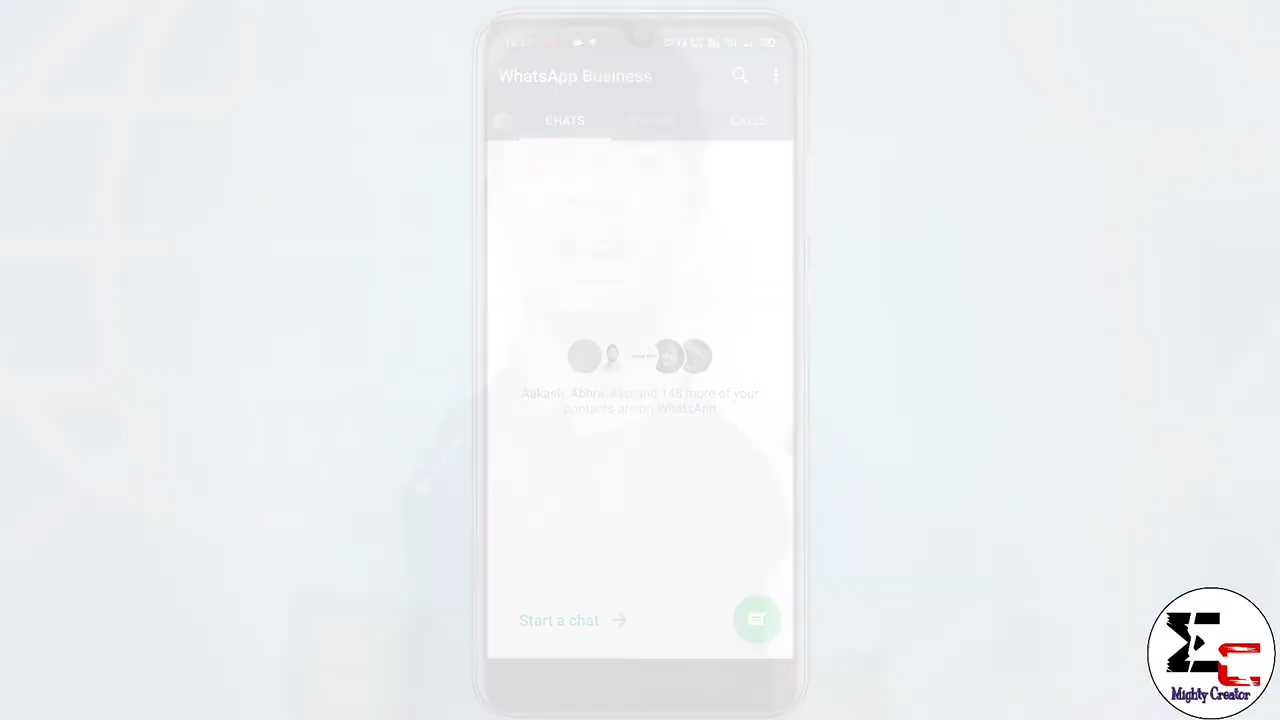 WhatsApp Business
CHATS
CALLS
Aakash, Abhra, and 148 more of your
contacts are on WhatsApp
Start a chat
Mighty Creator